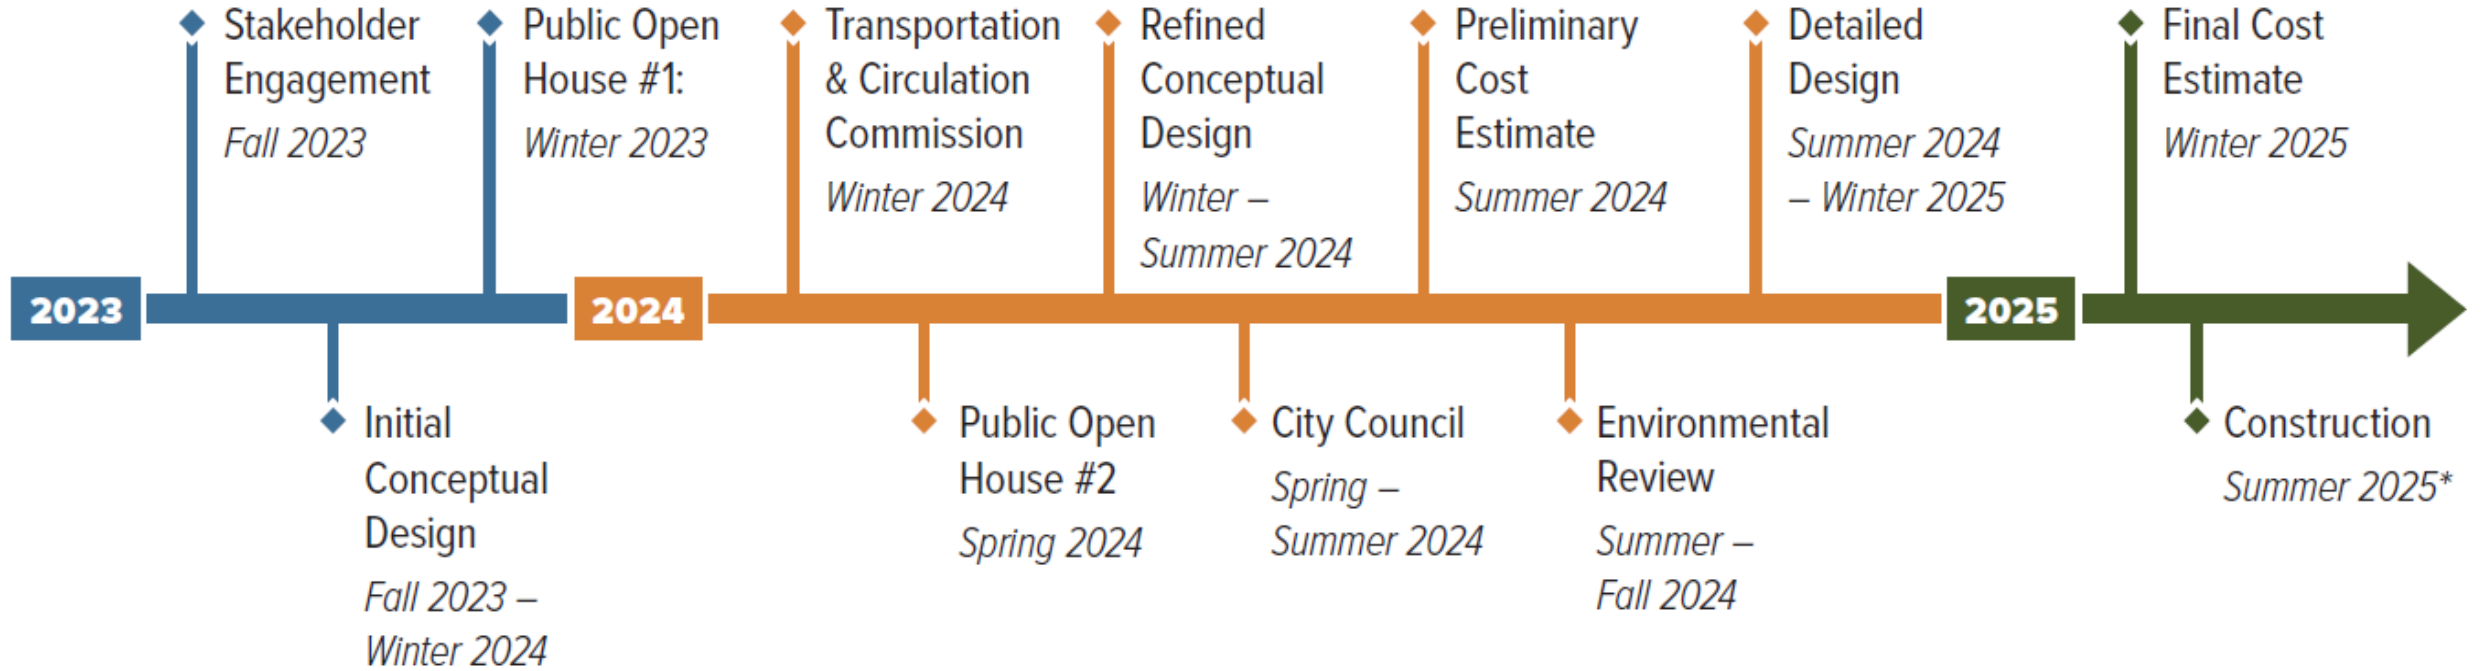 Stakeholder
Engagement
Fall 2023
Public Open
House #1:
Winter 2023
Transportation
& Circulation
Commission
Winter 2024
Refined
Conceptual
Design
Winter –
Summer 2024
Preliminary
Cost
Estimate
Summer 2024
Detailed
Design
Summer 2024
– Winter 2025
Final Cost
Estimate
Winter 2025
2023
2024
2025
Initial
Conceptual
Design
Fall 2023 –
Winter 2024
Public Open
House #2
Spring 2024
City Council
Spring –
Summer 2024
Environmental
Review
Summer –
Fall 2024
Construction
Summer 2025*